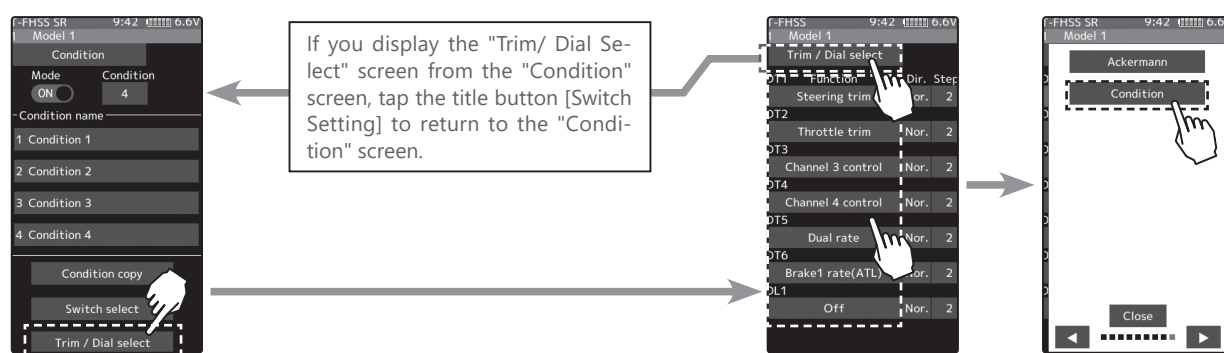 T-FHSS SR 9:42 6.6V
1 Model 1
Condition
Mode Condition
ON 4
Condition name
1 Condition 1
2 Condition 2
3 Condition 3
4 Condition 4
Condition copy
Switch select
Trim / Dial select
If you display the "Trim/ Dial Se-
lect" screen from the "Condition"
screen, tap the title button [Switch
Setting] to return to the "Condi-
tion" screen.
T-FHSS 9:42 6.6V
1 Model 1
Trim / Dial select
DT1 Function Dir. Step
Steering trim Nor. 2
DT2
Throttle trim Nor. 2
DT3
Channel 3 control Nor. 2
DT4
Channel 4 control Nor. 2
DT5
Dual rate Nor. 2
DT6
Brake1 rate(ATL) Nor. 2
DL1
Off Nor. 2
T-FHSS SR 9:42 6.6
1 Model 1
Ackermann
Condition
Close